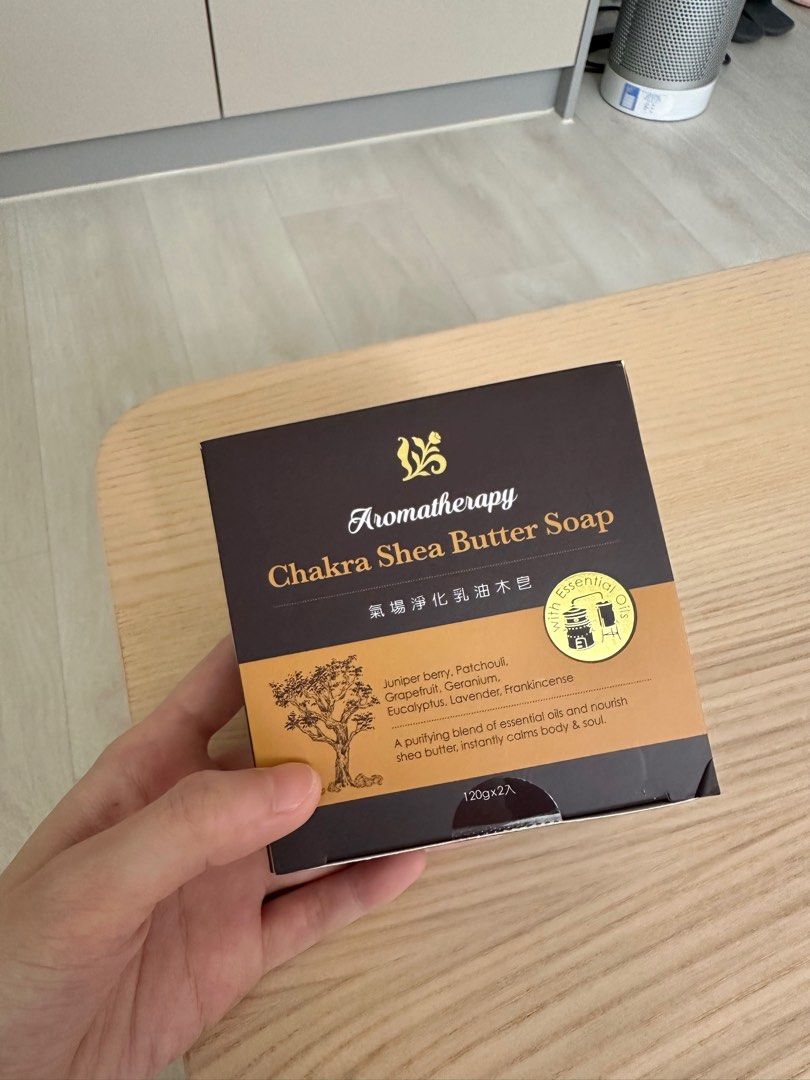 Aromatherapy
Chakra Shea Butter Soap
氣場淨化乳油木皂
with Essential Oils
Juniper berry, Patchouli,
Grapefruit, Geranium,
Eucalyptus, Lavender, Frankincense
A purifying blend of essential oils and nourish
shea butter, instantly calms body & soul.
120gx2入